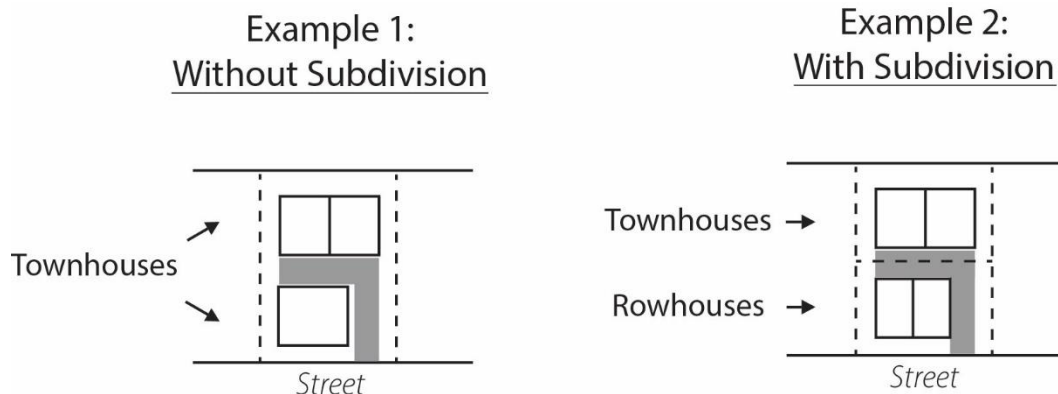 Example 1:
Without Subdivision
Townhouses
Street
Example 2:
With Subdivision
Townhouses
Rowhouses
Street